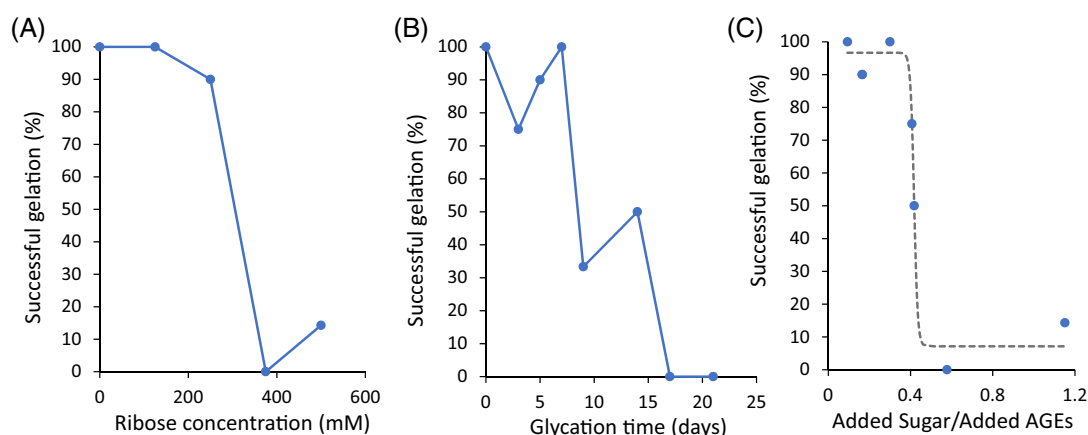 (A)
Successful gelation (%)
100
90
80
70
60
50
40
30
20
10
0
0 200 400 600
Ribose concentration (mM)
(B)
Successful gelation (%)
100
90
80
70
60
50
40
30
20
10
0
0 5 10 15 20 25
Glycation time (days)
(C)
Successful gelation (%)
100
90
80
70
60
50
40
30
20
10
0
0 0.4 0.8 1.2
Added Sugar/Added AGEs